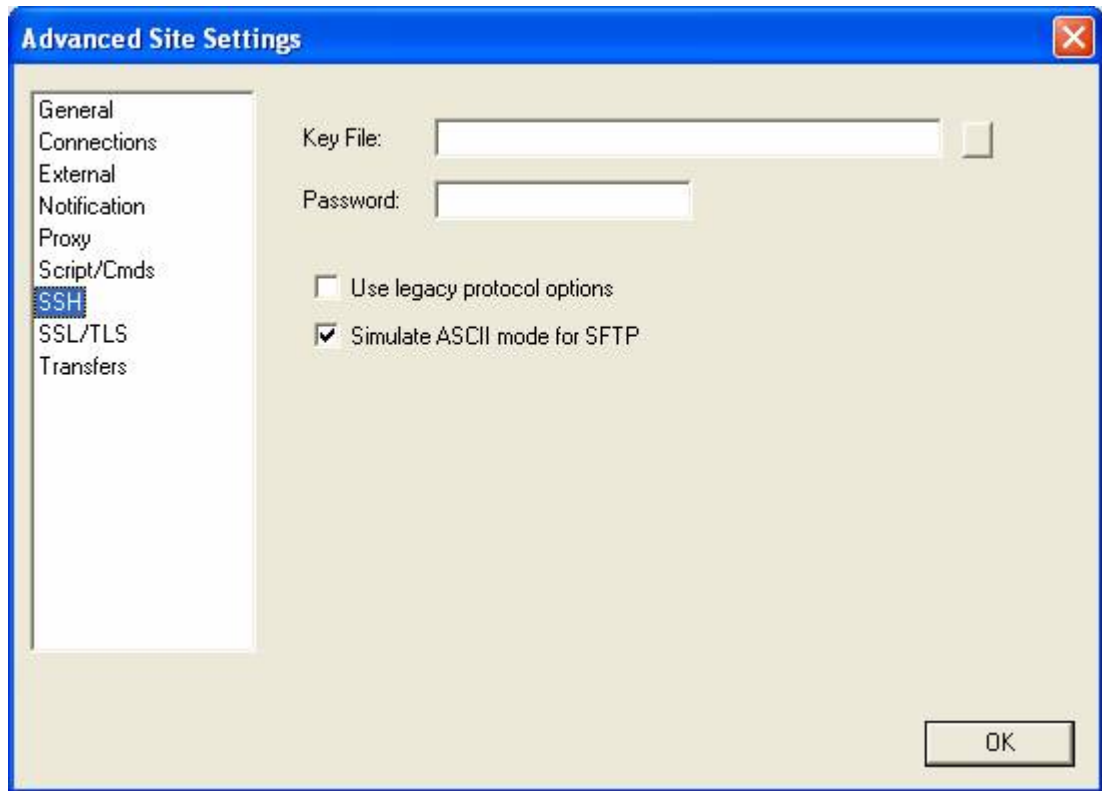 Advanced Site Settings
General
Connections
External
Notification
Proxy
Script/Cmds
SSH
SSL/TLS
Transfers
Key File:
Password:
Use legacy protocol options
Simulate ASCII mode for SFTP
OK